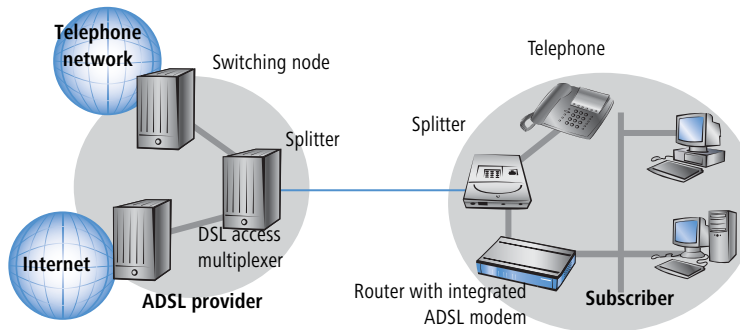 Telephone
network
Switching node
Splitter
DSL access
multiplexer
Internet
ADSL provider
Telephone
Splitter
Router with integrated
ADSL modem
Subscriber